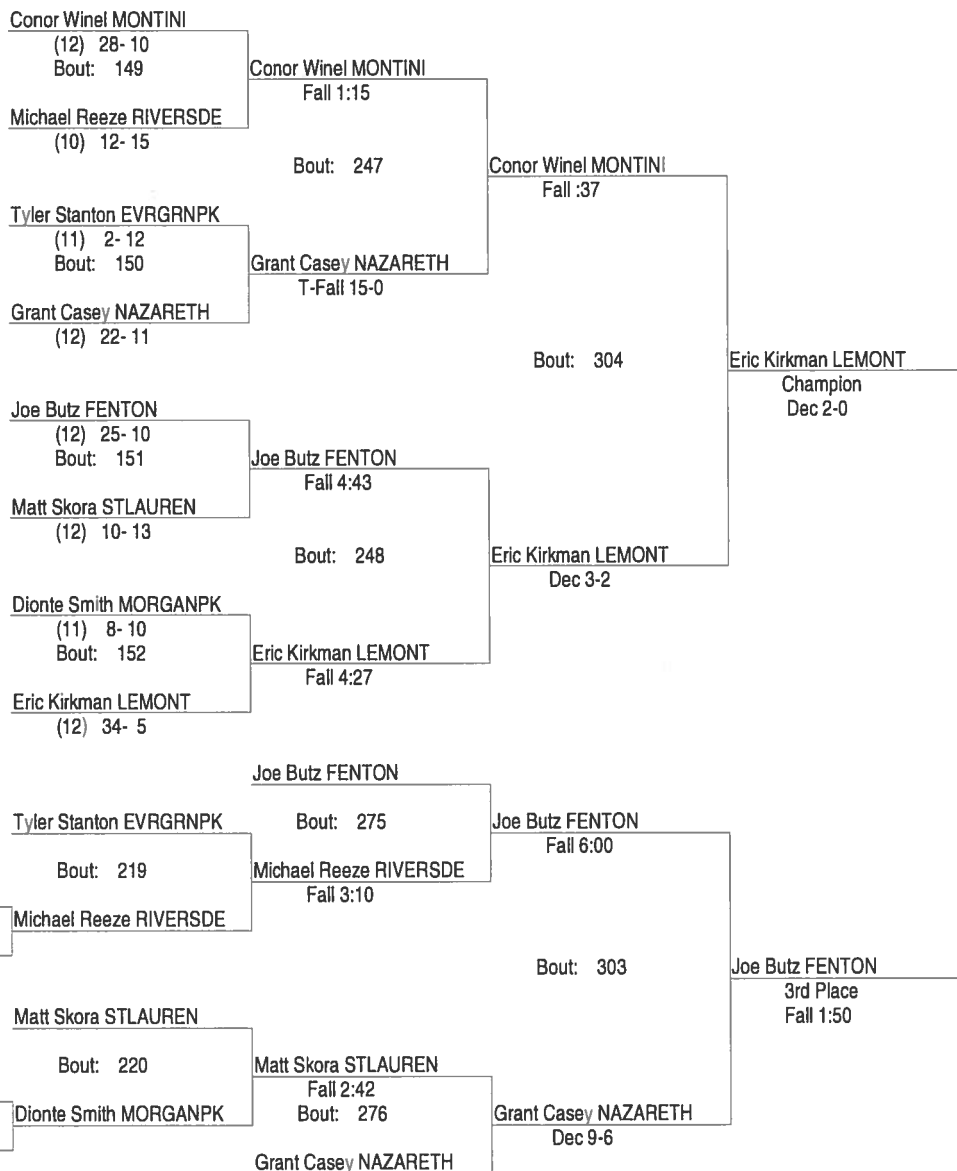 Conor Winel MONTINI
(12) 28- 10
Bout: 149
Conor Winel MONTINI
Fall 1:15
Michael Reeze RIVERSDE
(10) 12- 15
Bout: 247
Conor Winel MONTINI
Fall :37
Tyler Stanton EVRGRNPK
(11) 2- 12
Bout: 150
Grant Casey NAZARETH
T-Fall 15-0
Grant Casey NAZARETH
(12) 22- 11
Bout: 304
Eric Kirkman LEMONT
Champion
Dec 2-0
Joe Butz FENTON
(12) 25- 10
Bout: 151
Joe Butz FENTON
Fall 4:43
Matt Skora STLAUREN
(12) 10- 13
Bout: 248
Eric Kirkman LEMONT
Dec 3-2
Dionte Smith MORGANPK
(11) 8- 10
Bout: 152
Eric Kirkman LEMONT
Fall 4:27
Eric Kirkman LEMONT
(12) 34- 5
Joe Butz FENTON
Tyler Stanton EVRGRNPK
Bout: 275
Joe Butz FENTON
Fall 6:00
Bout: 219
Michael Reeze RIVERSDE
Fall 3:10
Michael Reeze RIVERSDE
Bout: 303
Joe Butz FENTON
3rd Place
Fall 1:50
Matt Skora STLAUREN
Bout: 220
Matt Skora STLAUREN
Fall 2:42
Bout: 276
Dionte Smith MORGANPK
Grant Casey NAZARETH
Dec 9-6
Grant Casey NAZARETH